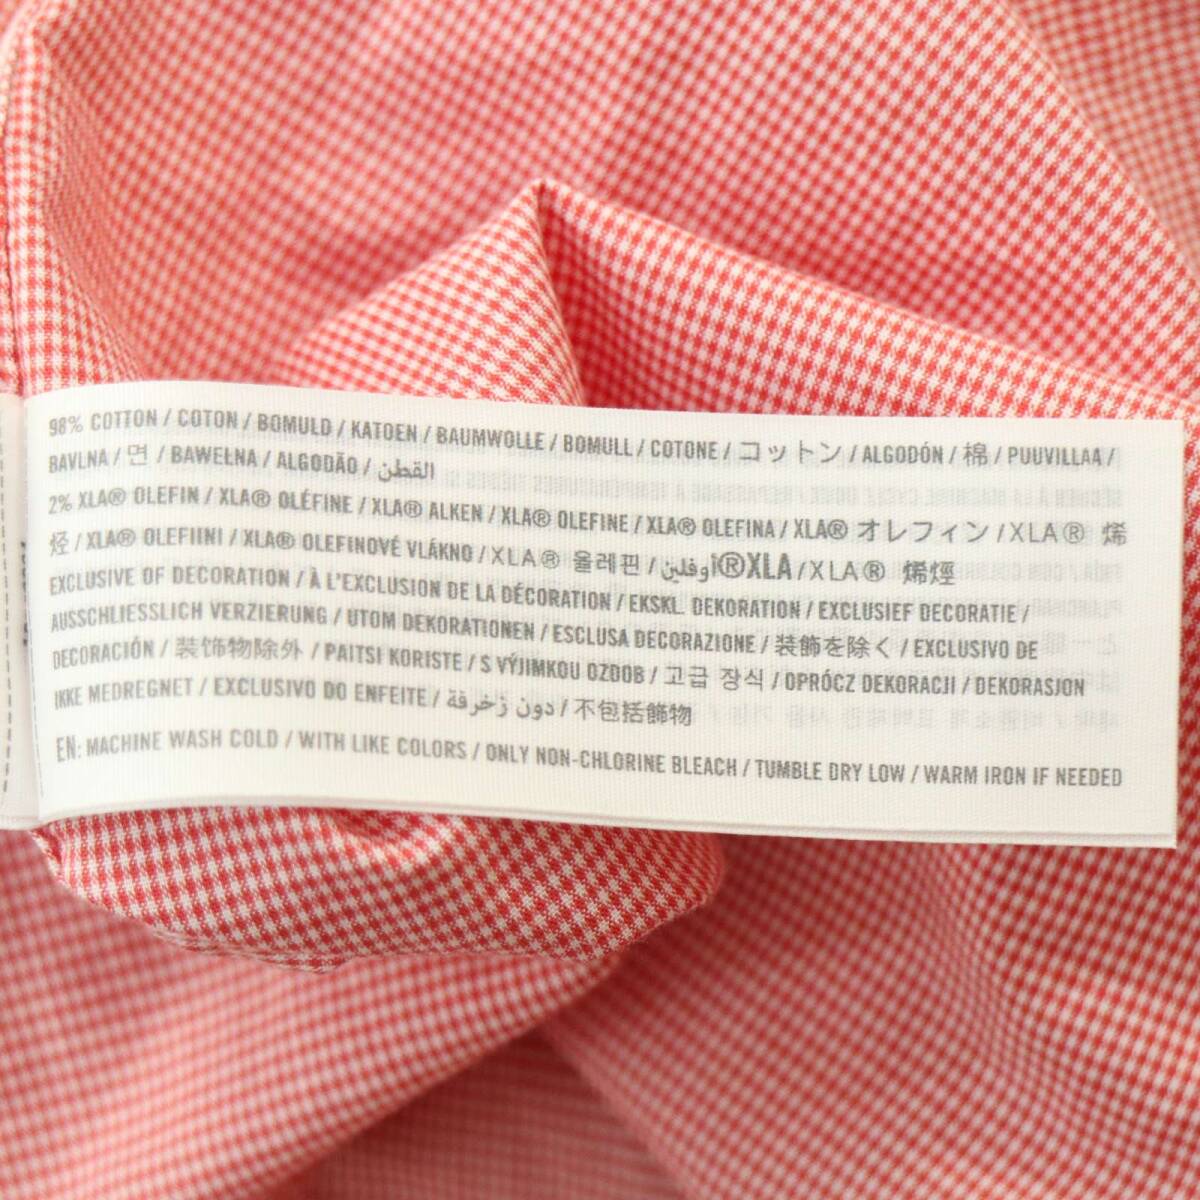 98% COTTON / COTON / BOMULD / KATOEN / BAUMWOLLE / BOMULL / COTONE / コットン / ALGODÓN / 棉 / PUUVILLAA /
BAVLNA / 면 / BAWEŁNA / ALGODÃO / القطن
2% XLA® OLEFIN / XLA® OLÉFINE / XLA® ALKEN / XLA® OLEFINE / XLA® OLEFINA / XLA® オレフィン / XLA® 烯
烃 / XLA® OLEFIINI / XLA® OLEFINOVÉ VLÁKNO / XLA® 올레핀 / أوفلين®XLA / XLA® 烯烴
EXCLUSIVE OF DECORATION / À L'EXCLUSION DE LA DÉCORATION / EKSKL. DEKORATION / EXCLUSIEF DECORATIE /
AUSSCHLIESSLICH VERZIERUNG / UTOM DEKORATIONEN / ESCLUSA DECORAZIONE / 装飾を除く / EXCLUSIVO DE
DECORACIÓN / 装饰物除外 / PAITSI KORISTE / S VÝJIMKOU OZDOB / 고급 장식 / OPRÓCZ DEKORACJI / DEKORASJON
IKKE MEDREGNET / EXCLUSIVO DO ENFEITE / دون زخرفة / 不包括飾物
EN: MACHINE WASH COLD / WITH LIKE COLORS / ONLY NON-CHLORINE BLEACH / TUMBLE DRY LOW / WARM IRON IF NEEDED